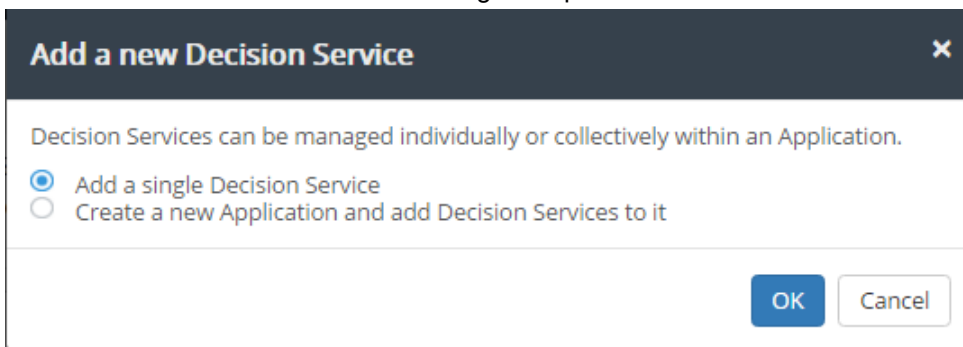 Add a new Decision Service ×
Decision Services can be managed individually or collectively within an Application.
Add a single Decision Service
Create a new Application and add Decision Services to it
OK Cancel